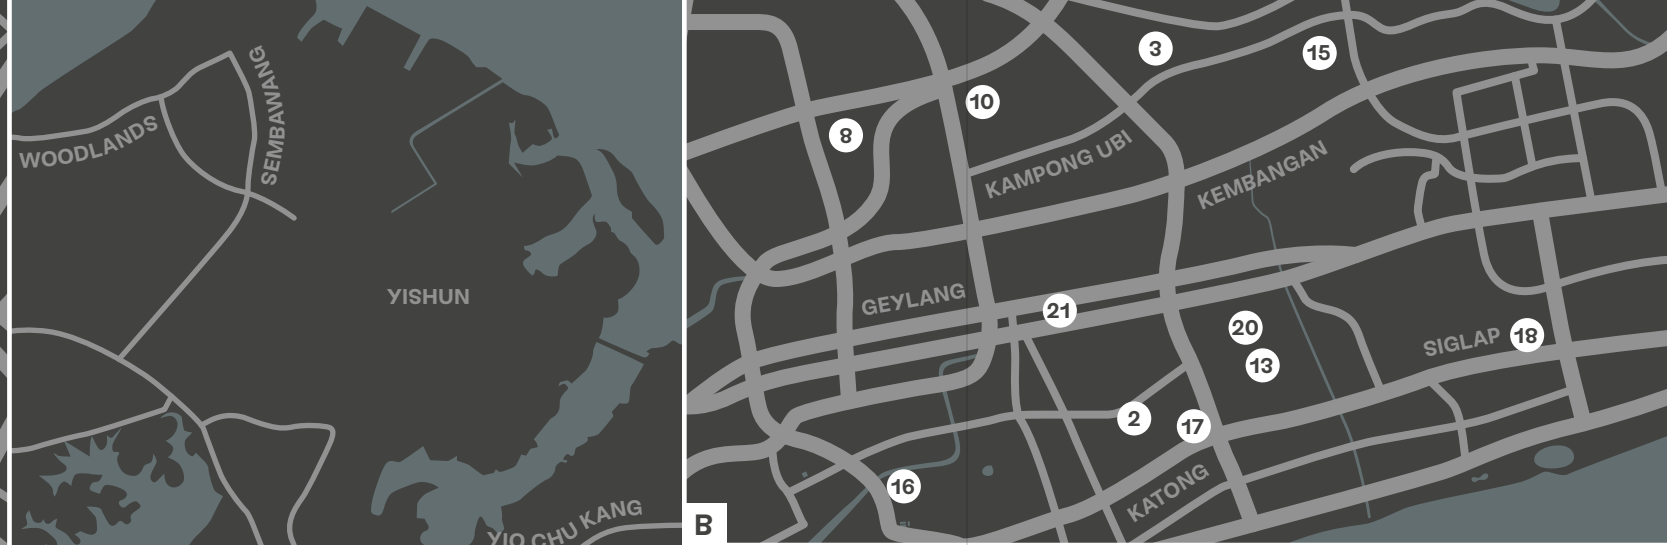 SEMBAWANG
WOODLANDS
YISHUN
YIO CHU KANG
3
15
10
8
KAMPONG UBI
KEMBANGAN
GEYLANG
21
20
SIGLAP 18
13
2
17
16
KATONG
B